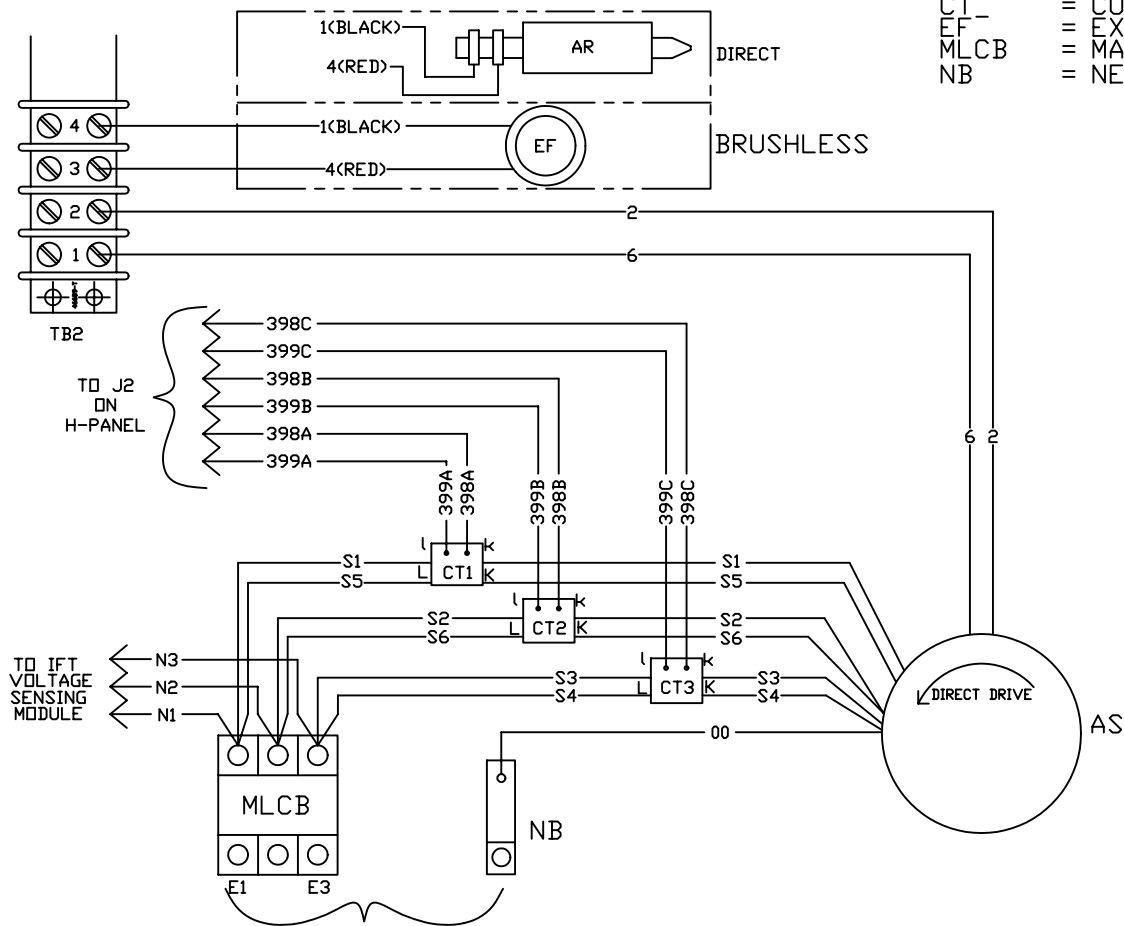 CT_ = CU
EF_ = EX
MLCB = MA
NB = NE
1(BLACK)
4(RED)
AR
DIRECT
4
1(BLACK)
EF
BRUSHLESS
3
4(RED)
2
2
1
6
TB2
398C
399C
398B
399B
398A
399A
TO J2
ON
H-PANEL
6 2
399A
398A
399B
398B
399C
398C
l k
L CT1 K
S1 S1
S5 S5
l k
L CT2 K
S2 S2
S6 S6
l k
L CT3 K
S3 S3
S4 S4
TO IFT
VOLTAGE
SENSING
MODULE
N3
N2
N1
DIRECT DRIVE
AS
00
MLCB
NB
E1 E3